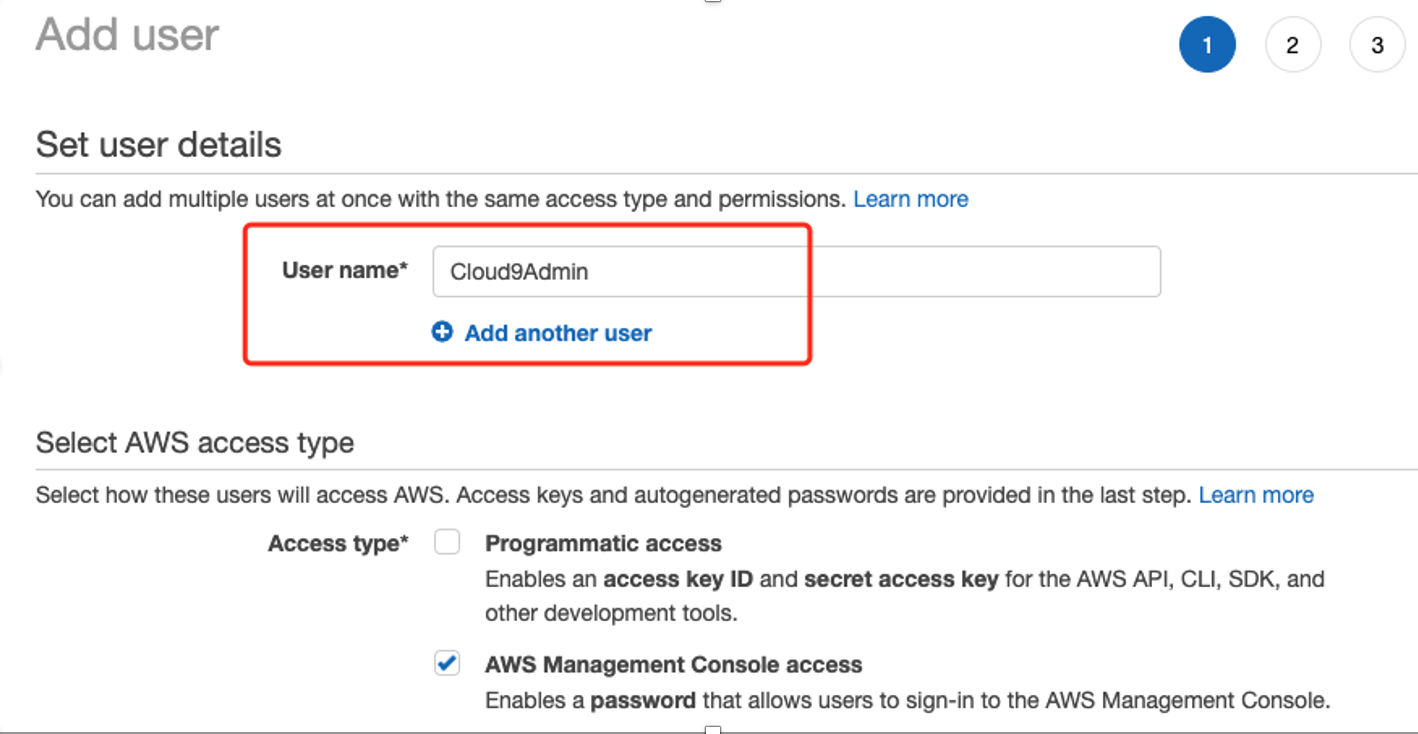 Add user
1 2 3
Set user details
You can add multiple users at once with the same access type and permissions. Learn more
User name* Cloud9Admin
Add another user
Select AWS access type
Select how these users will access AWS. Access keys and autogenerated passwords are provided in the last step. Learn more
Access type* Programmatic access
Enables an access key ID and secret access key for the AWS API, CLI, SDK, and
other development tools.
AWS Management Console access
Enables a password that allows users to sign-in to the AWS Management Console.